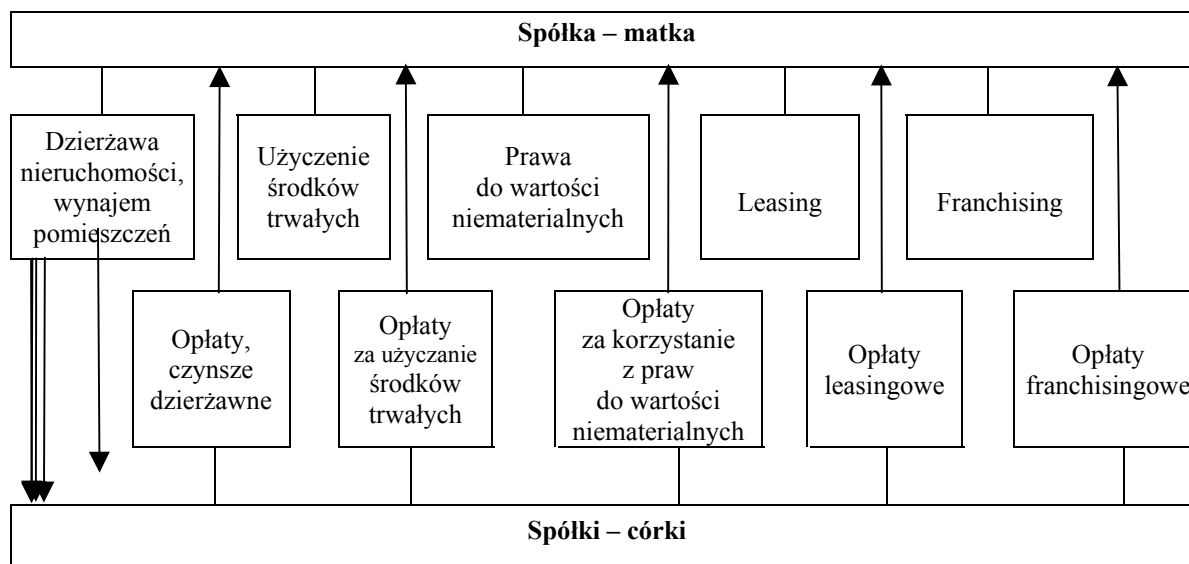 Spółka – matka
Dzierżawa
nieruchomości,
wynajem
pomieszczeń
Użyczenie
środków
trwałych
Prawa
do wartości
niematerialnych
Leasing
Franchising
Opłaty,
czynsze
dzierżawne
Opłaty
za użyczanie
środków
trwałych
Opłaty
za korzystanie
z praw
do wartości
niematerialnych
Opłaty
leasingowe
Opłaty
franchisingowe
Spółki – córki